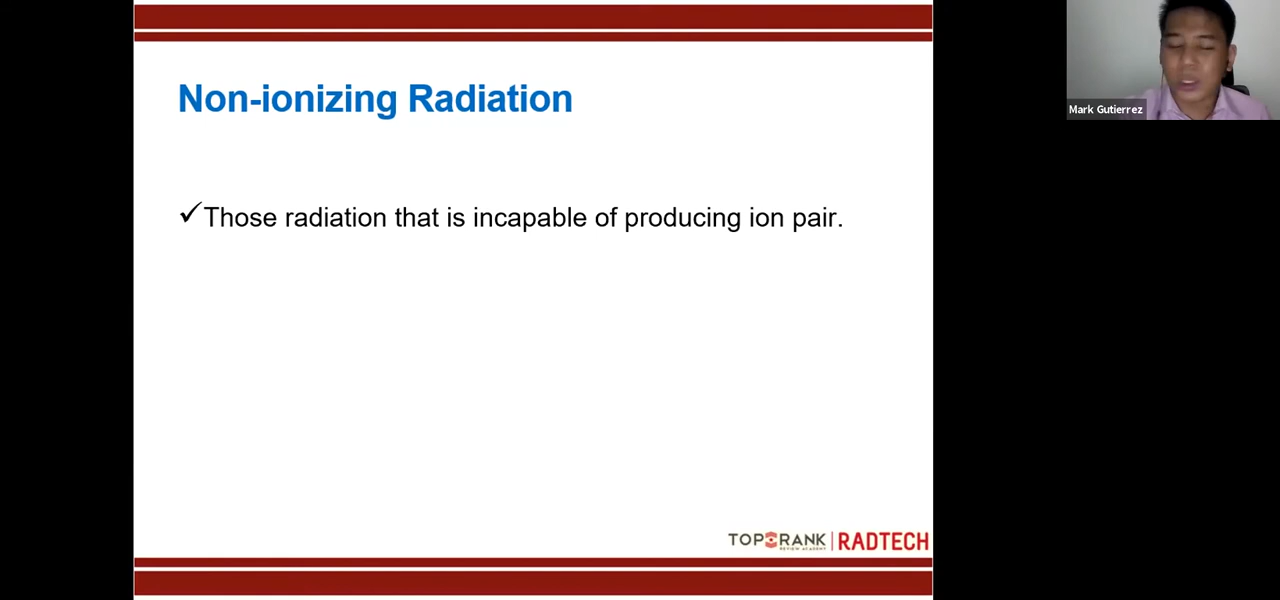 Non-ionizing Radiation
✓Those radiation that is incapable of producing ion pair.
TOPRANK
REVIEW ACADEMY
RADTECH
Mark Gutierrez